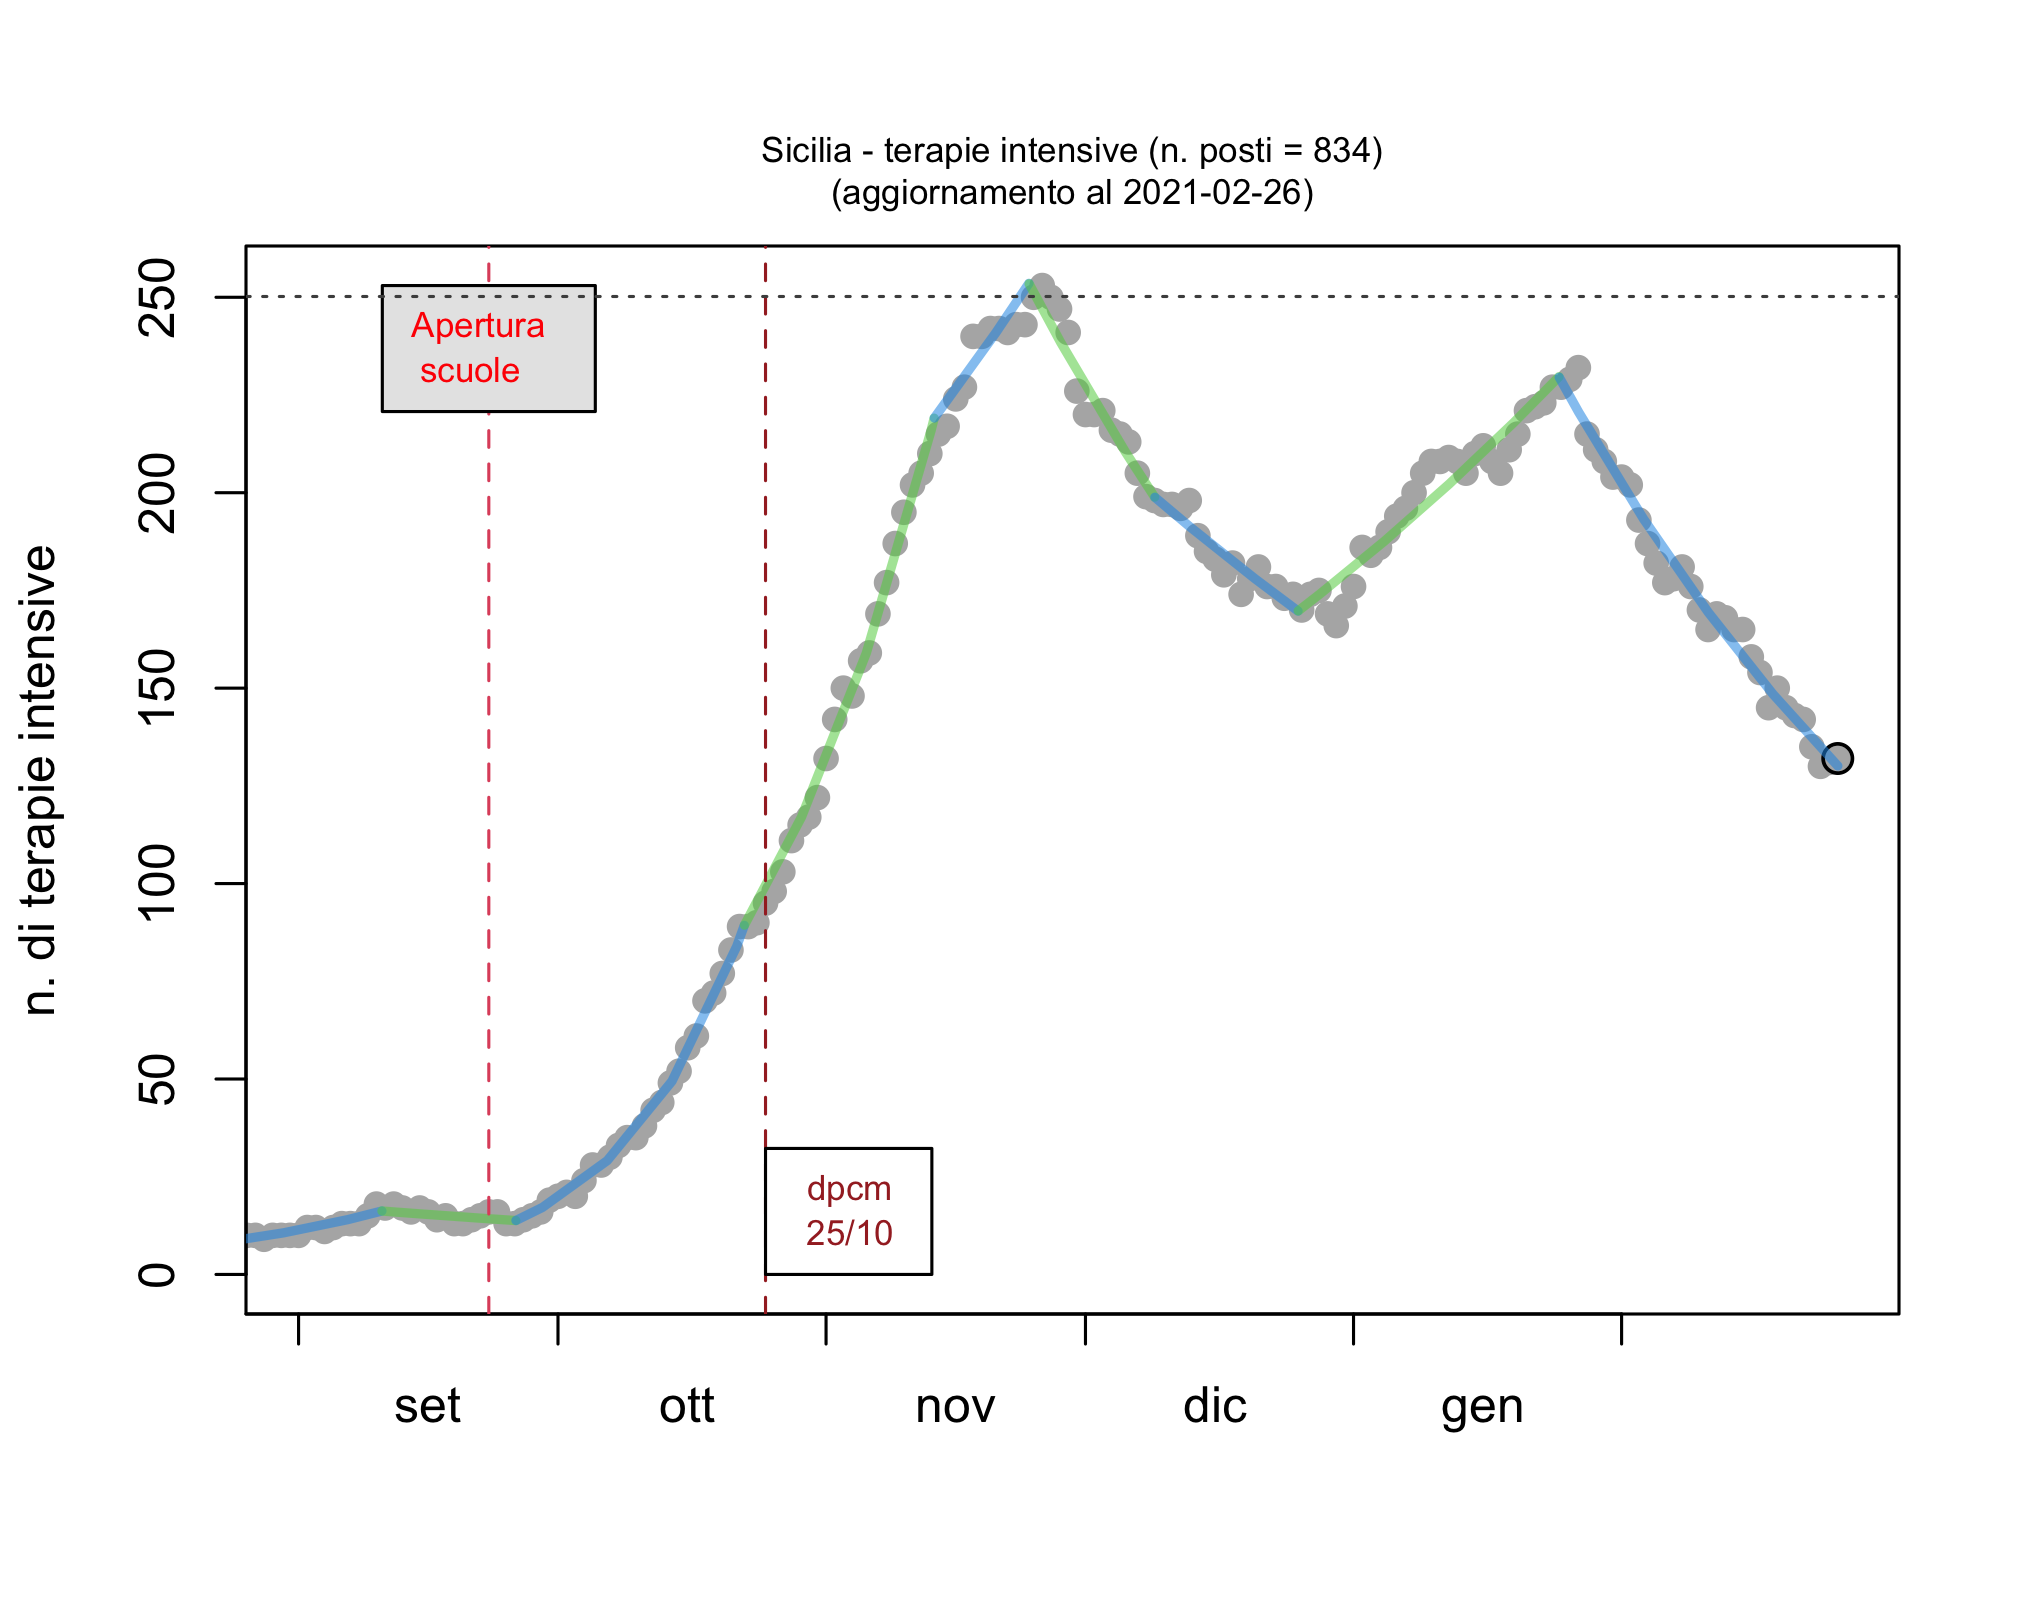 Sicilia - terapie intensive (n. posti = 834)
(aggiornamento al 2021-02-26)
n. di terapie intensive
250
200
150
100
50
0
Apertura
scuole
dpcm
25/10
set
ott
nov
dic
gen